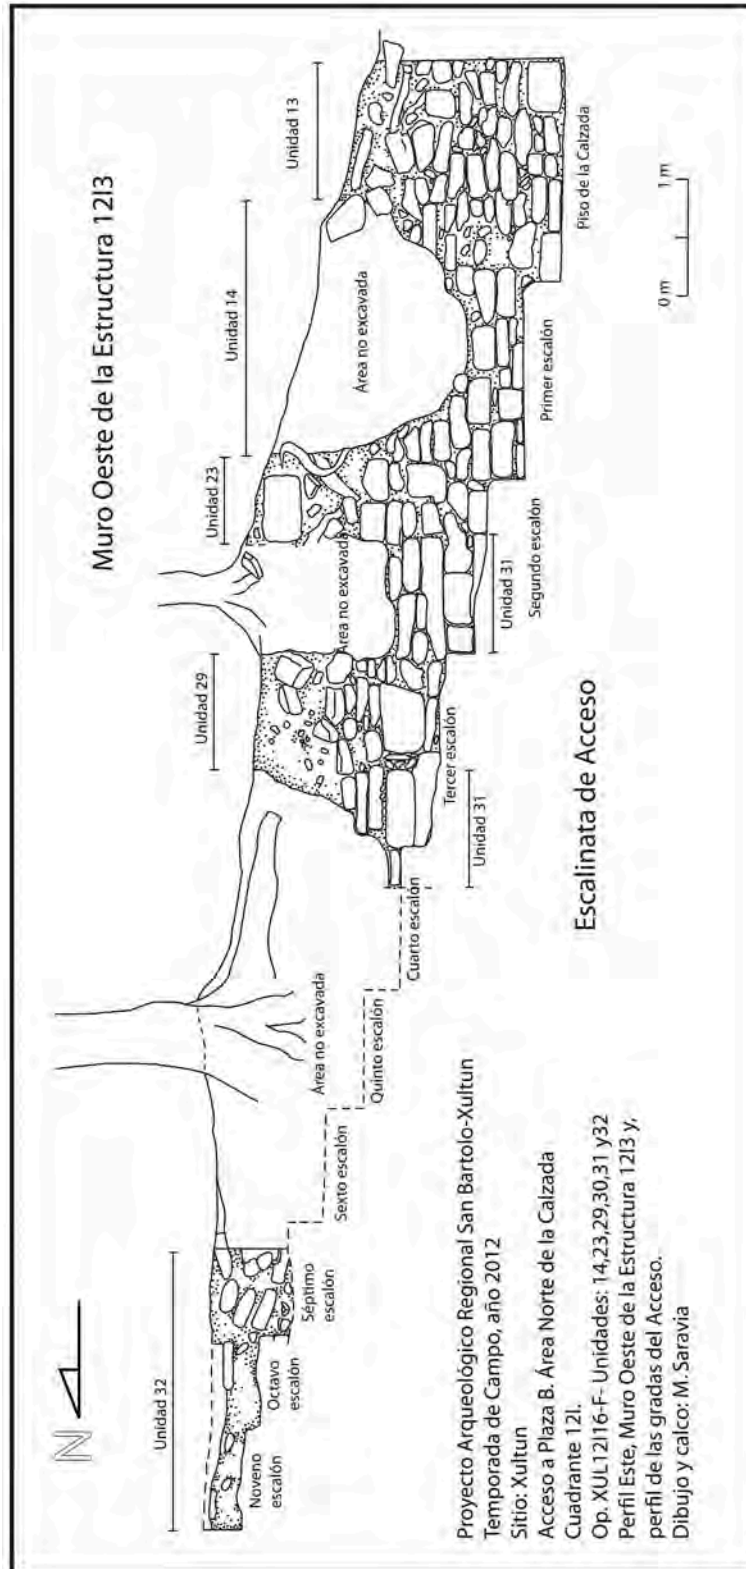 Muro Oeste de la Estructura 12I3
N
Unidad 32
Unidad 29
Unidad 23
Unidad 14
Unidad 13
Área no excavada
Área no excavada
Área no excavada
Noveno
escalón
Octavo
escalón
Séptimo
escalón
Sexto escalón
Quinto escalón
Cuarto escalón
Tercer escalón
Unidad 31
Segundo escalón
Unidad 31
Primer escalón
Piso de la Calzada
Escalinata de Acceso
0 m
1 m
Proyecto Arqueológico Regional San Bartolo-Xultun
Temporada de Campo, año 2012
Sitio: Xultun
Acceso a Plaza B. Área Norte de la Calzada
Cuadrante 12I.
Op. XUL12I16-F- Unidades: 14,23,29,30,31 y32
Perfil Este, Muro Oeste de la Estructura 12I3 y,
perfil de las gradas del Acceso.
Dibujo y calco: M. Saravia